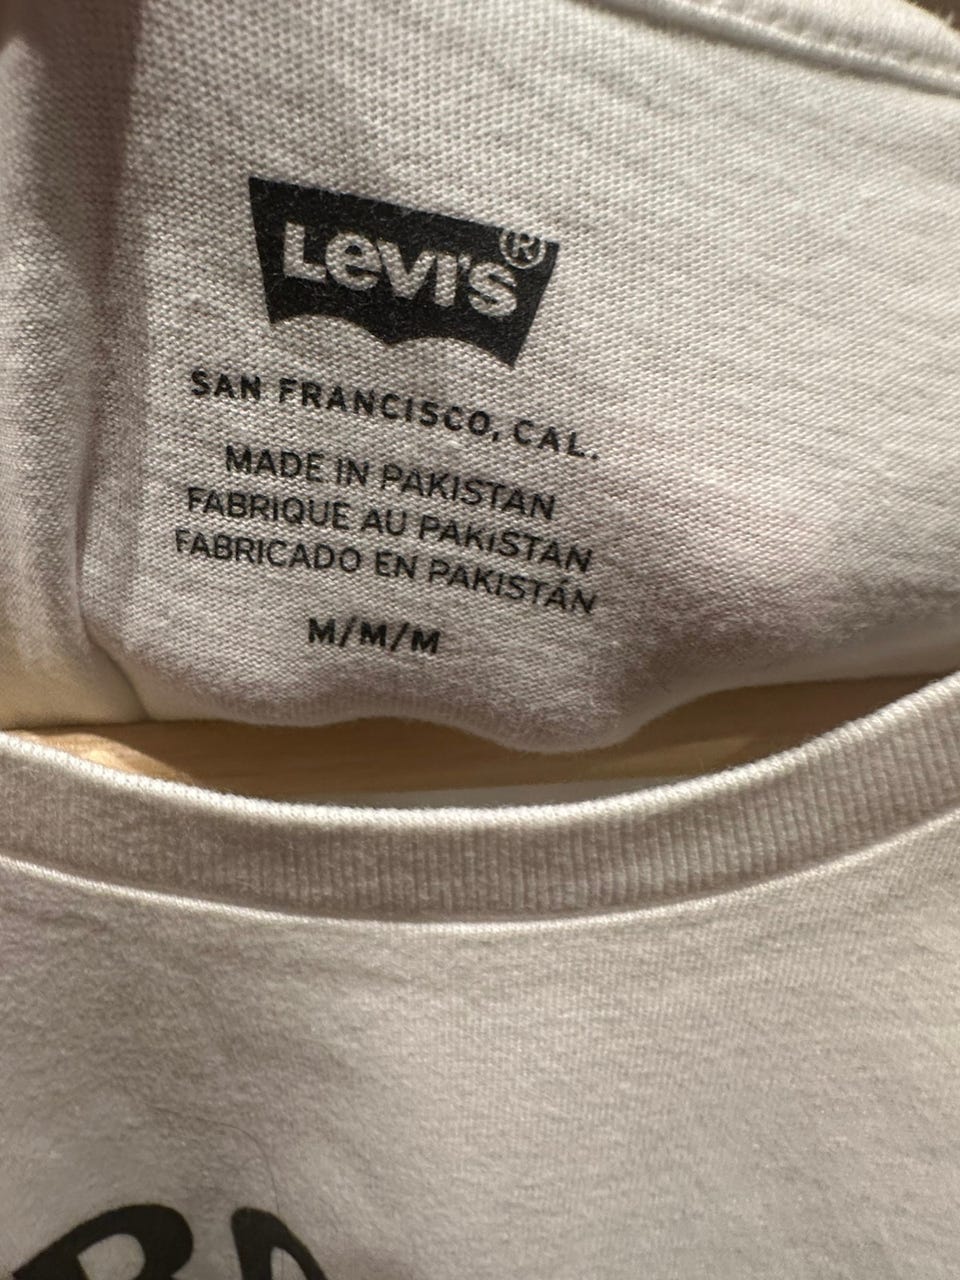 Levi's®
SAN FRANCISCO, CAL.
MADE IN PAKISTAN
FABRIQUE AU PAKISTAN
FABRICADO EN PAKISTÁN
M/M/M